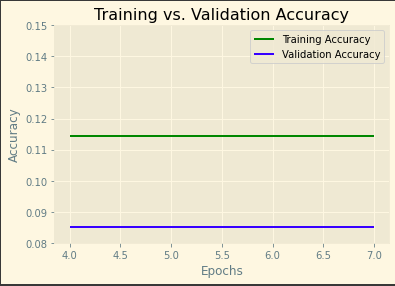 Training vs. Validation Accuracy
0.15
0.14
0.13
0.12
0.11
0.10
0.09
0.08
Accuracy
Training Accuracy
Validation Accuracy
4.0 4.5 5.0 5.5 6.0 6.5 7.0
Epochs